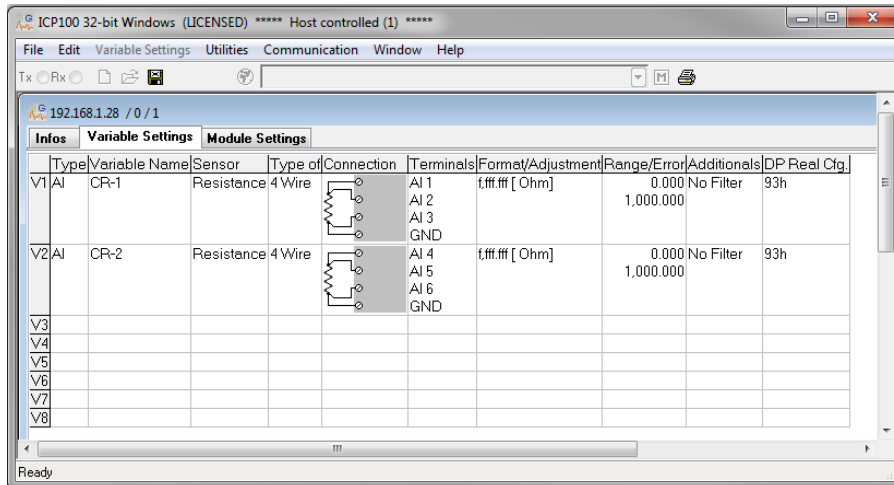 ICP100 32-bit Windows (LICENSED) ***** Host controlled (1) *****
File Edit Variable Settings Utilities Communication Window Help
Tx Rx M
192.168.1.28 / 0 / 1
Infos Variable Settings Module Settings
Type Variable Name Sensor Type of Connection Terminals Format/Adjustment Range/Error Additionals DP Real Cfg.
V1 AI CR-1 Resistance 4 Wire AI 1 f,fff.fff [ Ohm] 0.000 No Filter 93h
AI 2 1,000.000
AI 3
GND
V2 AI CR-2 Resistance 4 Wire AI 4 f,fff.fff [ Ohm] 0.000 No Filter 93h
AI 5 1,000.000
AI 6
GND
V3
V4
V5
V6
V7
V8
Ready